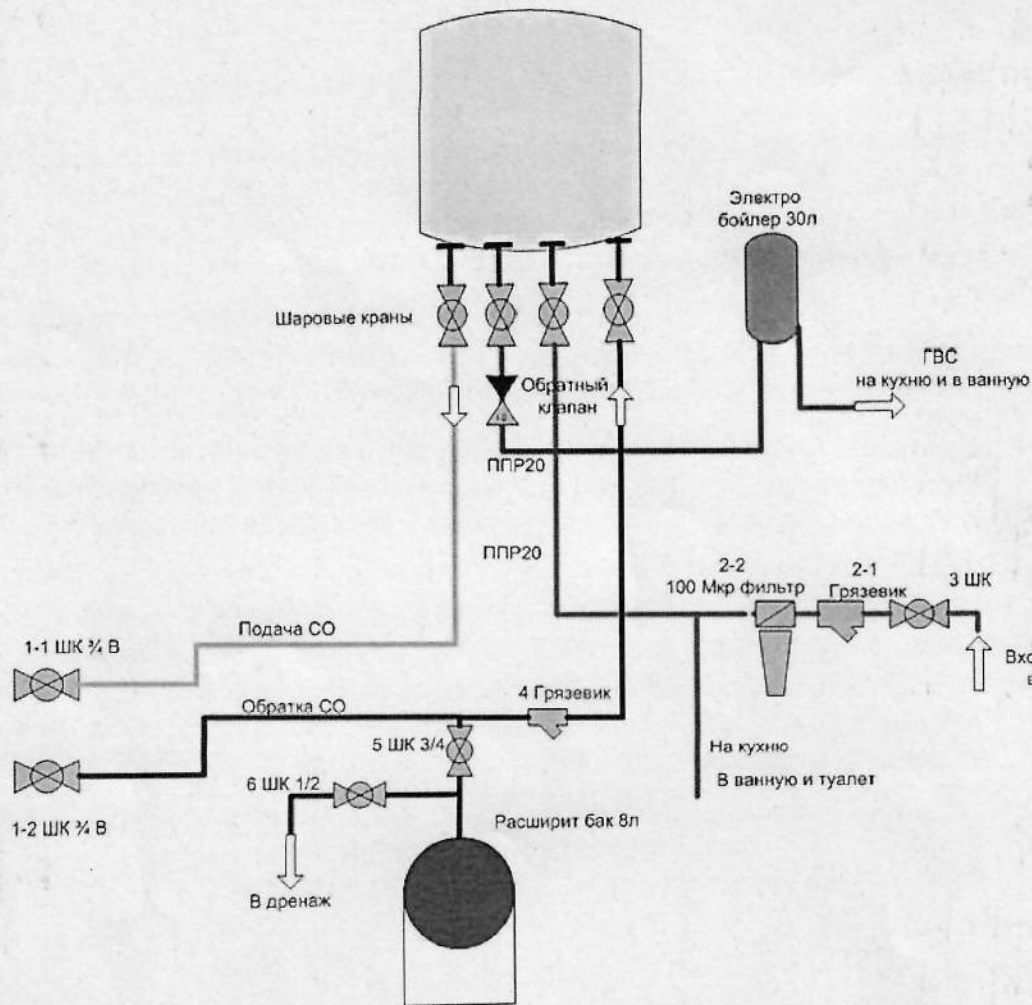 Электро
бойлер 30л
Шаровые краны
ГВС
на кухню и в ванную
Обратный
клапан
ППР20
ППР20
2-2
100 Мкр фильтр
2-1
Грязевик
3 ШК
Подача СО
1-1 ШК ¾ В
4 Грязевик
Обратка СО
5 ШК 3/4
На кухню
6 ШК 1/2
В ванную и туалет
1-2 ШК ¾ В
Расширит бак 8л
В дренаж